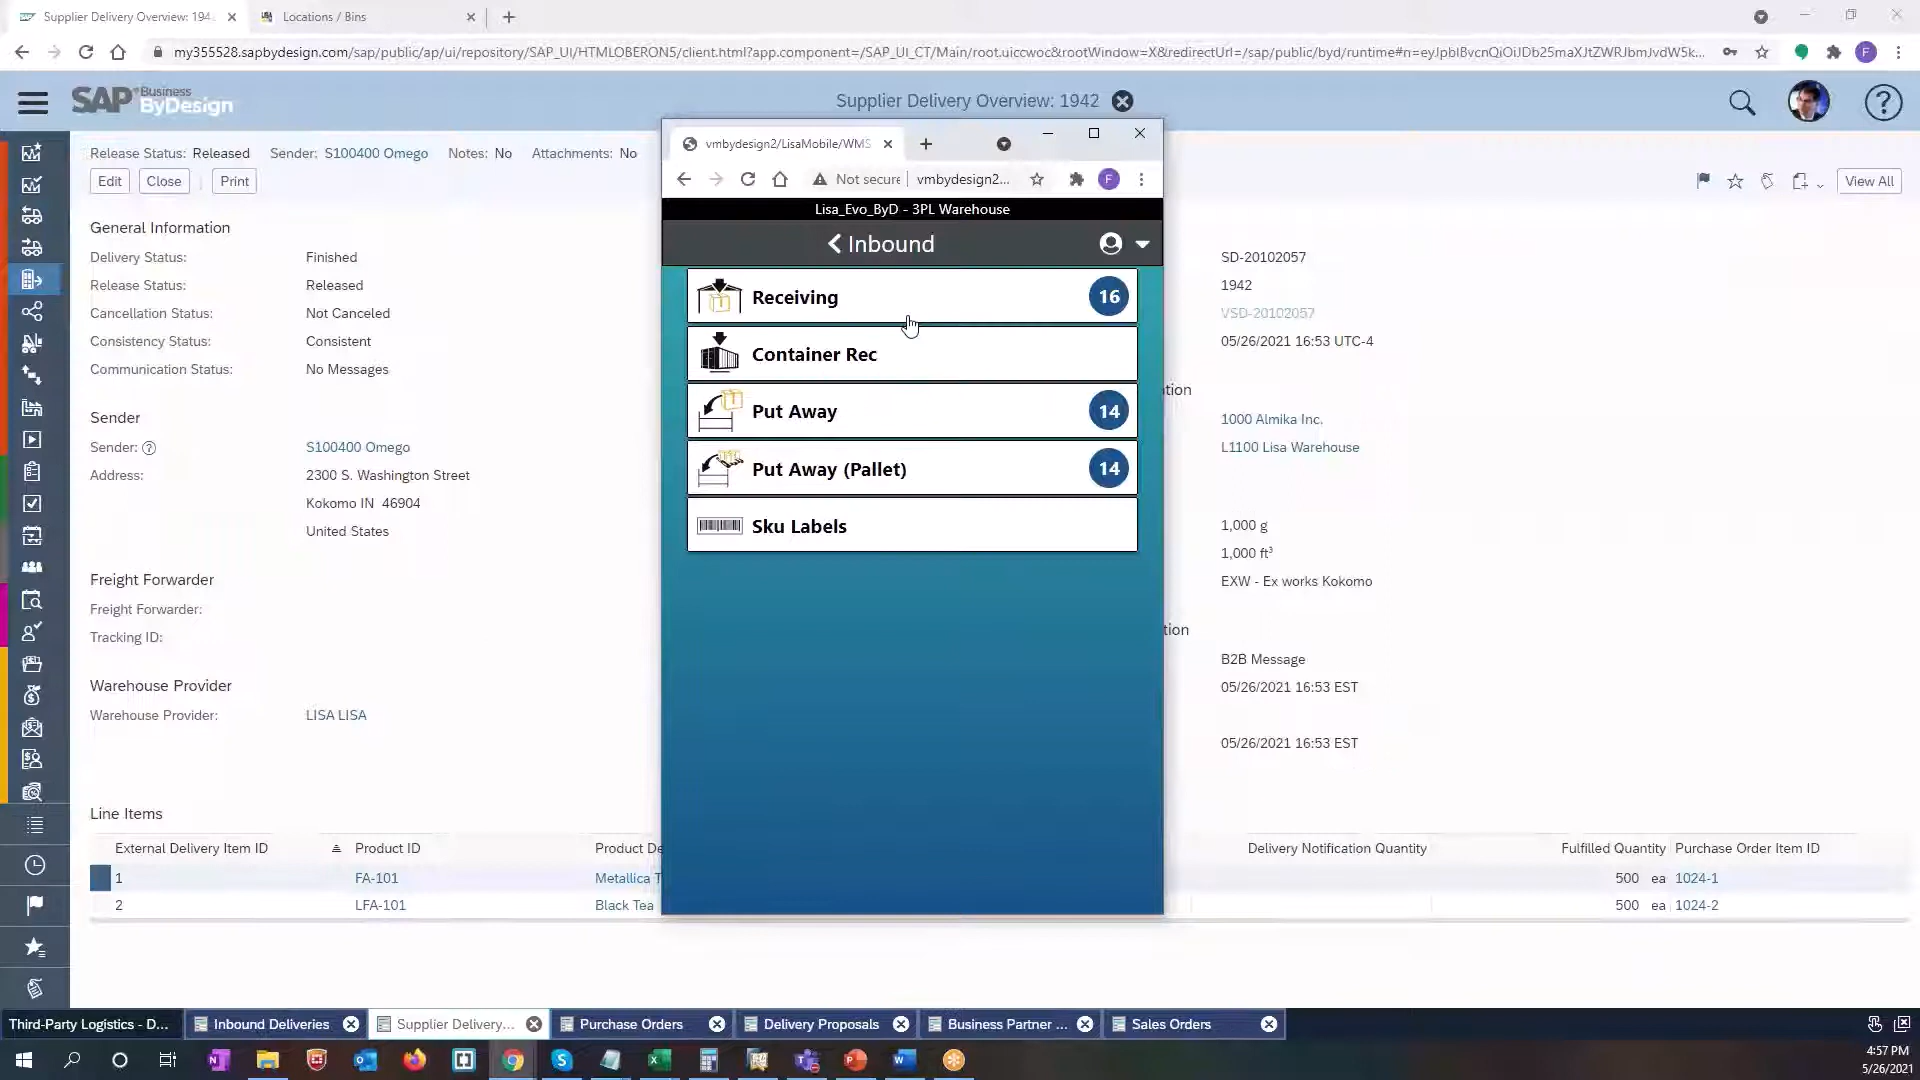 Supplier Delivery Overview: 194
Locations / Bins
my355528.sapbydesign.com/sap/public/ap/ui/repository/SAP_UI/HTMLOBERON5/client.html?app.component=/SAP_UI_CT/Main/root.uiccwoc&rootWindow=X&redirectUrl=/sap/public/byd/runtime#n=eyJpbIBvcnQiOiJDb25maXJtZWRJbmJvdW5k...
F
SAP Business ByDesign
Supplier Delivery Overview: 1942
Release Status: Released Sender: S100400 Omego Notes: No Attachments: No
Edit Close Print
View All
General Information
Delivery Status: Finished
Release Status: Released
Cancellation Status: Not Canceled
Consistency Status: Consistent
Communication Status: No Messages
Sender
Sender: ? S100400 Omego
Address: 2300 S. Washington Street
Kokomo IN 46904
United States
Freight Forwarder
Freight Forwarder:
Tracking ID:
Warehouse Provider
Warehouse Provider: LISA LISA
vmbydesign2/LisaMobile/WMS
Not secure vmbydesign2... F
Lisa_Evo_ByD - 3PL Warehouse
Inbound
Receiving 16
Container Rec
Put Away 14
Put Away (Pallet) 14
Sku Labels
SD-20102057
1942
VSD-20102057
05/26/2021 16:53 UTC-4
ation
1000 Almika Inc.
L1100 Lisa Warehouse
1,000 g
1,000 ft³
EXW - Ex works Kokomo
tion
B2B Message
05/26/2021 16:53 EST
05/26/2021 16:53 EST
Line Items
External Delivery Item ID Product ID Product De Delivery Notification Quantity Fulfilled Quantity Purchase Order Item ID
1 FA-101 Metallica T 500 ea 1024-1
2 LFA-101 Black Tea 500 ea 1024-2
Third-Party Logistics - D... Inbound Deliveries Supplier Delivery... Purchase Orders Delivery Proposals Business Partner ... Sales Orders
4:57 PM
5/26/2021